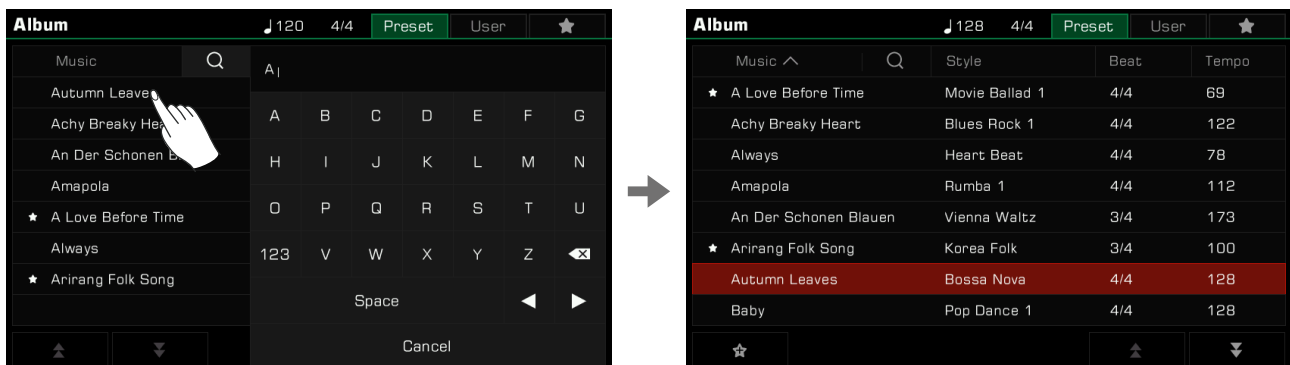 Album ♩120 4/4 Preset User
Music
A
Autumn Leaves
Achy Breaky Hea
An Der Schonen B
Amapola
A Love Before Time
Always
Arirang Folk Song
A B C D E F G
H I J K L M N
O P Q R S T U
123 V W X Y Z
Space
Cancel
Album ♩128 4/4 Preset User
Music Style Beat Tempo
A Love Before Time Movie Ballad 1 4/4 69
Achy Breaky Heart Blues Rock 1 4/4 122
Always Heart Beat 4/4 78
Amapola Rumba 1 4/4 112
An Der Schonen Blauen Vienna Waltz 3/4 173
Arirang Folk Song Korea Folk 3/4 100
Autumn Leaves Bossa Nova 4/4 128
Baby Pop Dance 1 4/4 128